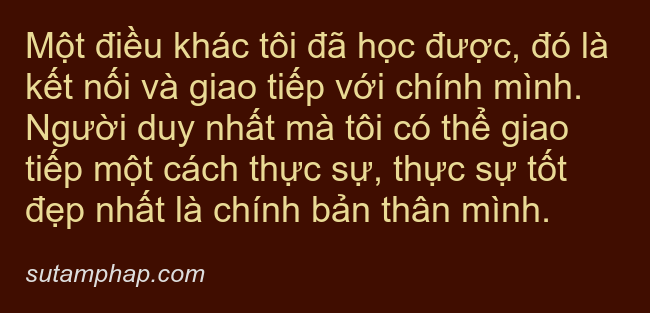 Một điều khác tôi đã học được, đó là
kết nối và giao tiếp với chính mình.
Người duy nhất mà tôi có thể giao
tiếp một cách thực sự, thực sự tốt
đẹp nhất là chính bản thân mình.
sutamphap.com